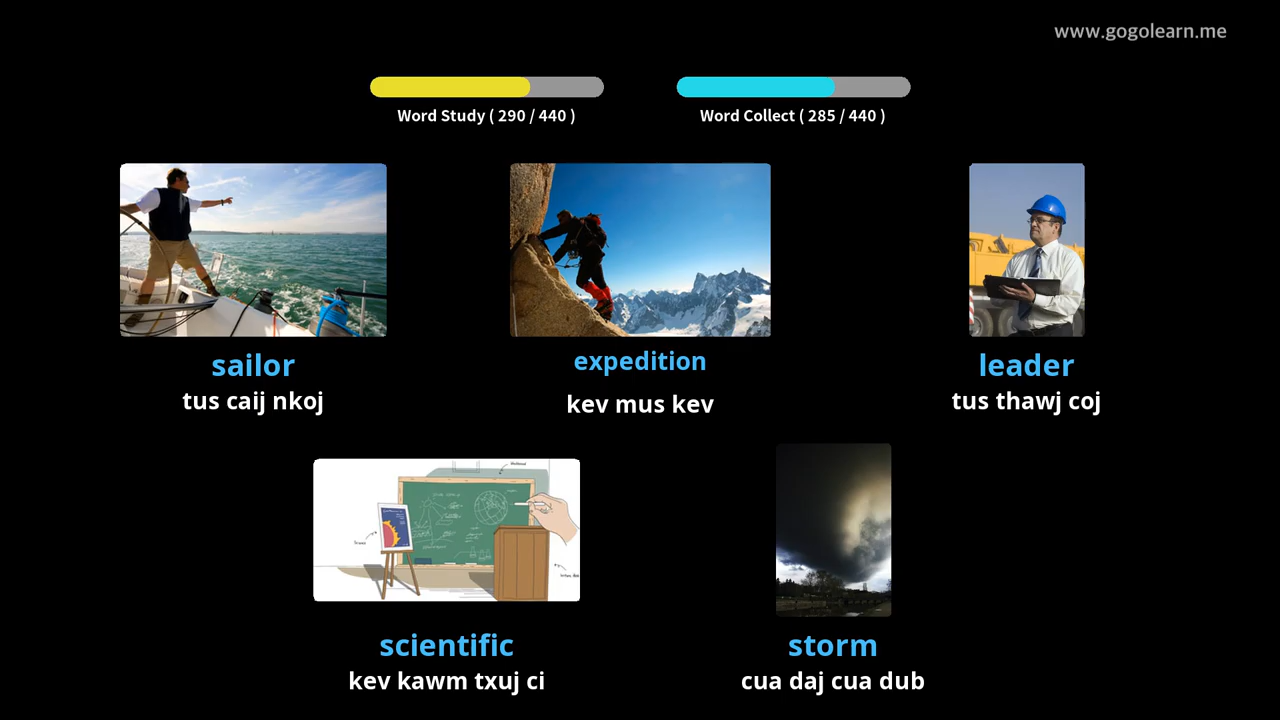 www.gogolearn.me
Word Study ( 290 / 440 )
Word Collect ( 285 / 440 )
sailor
tus caij nkoj
expedition
kev mus kev
leader
tus thawj coj
scientific
kev kawm txuj ci
storm
cua daj cua dub